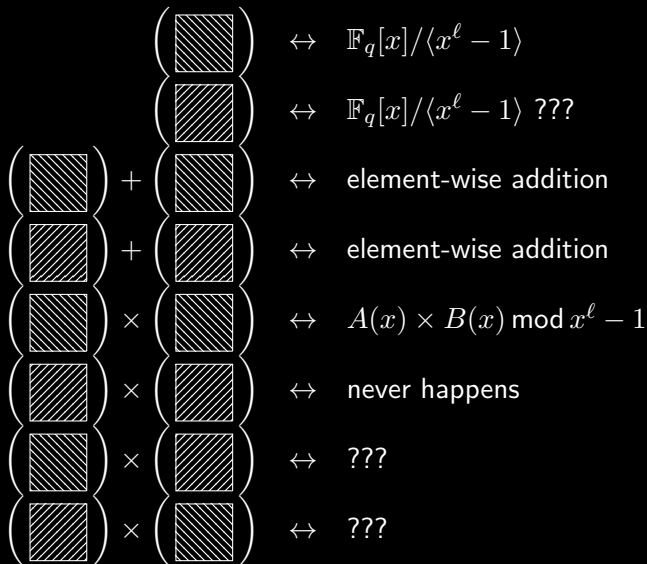 ( ) ↔ 𝔽_q[x]/⟨x^ℓ − 1⟩
( ) ↔ 𝔽_q[x]/⟨x^ℓ − 1⟩ ???
( ) + ( ) ↔ element-wise addition
( ) + ( ) ↔ element-wise addition
( ) × ( ) ↔ A(x) × B(x) mod x^ℓ − 1
( ) × ( ) ↔ never happens
( ) × ( ) ↔ ???
( ) × ( ) ↔ ???